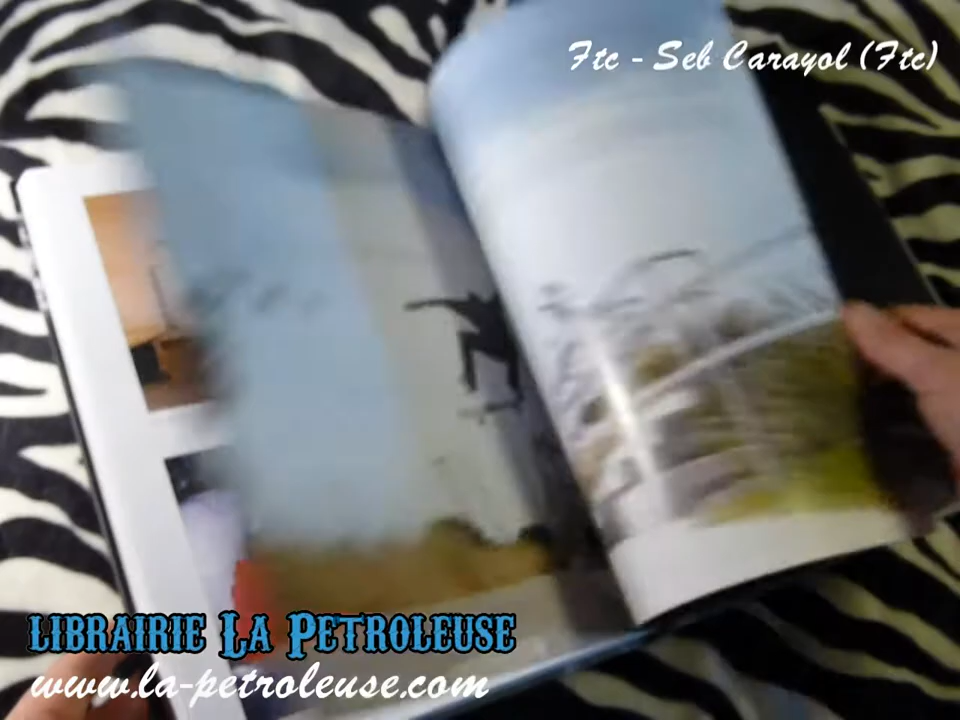 Ftc - Seb Carayol (Ftc)
LIBRAIRIE LA PETROLEUSE
www.la-petroleuse.com